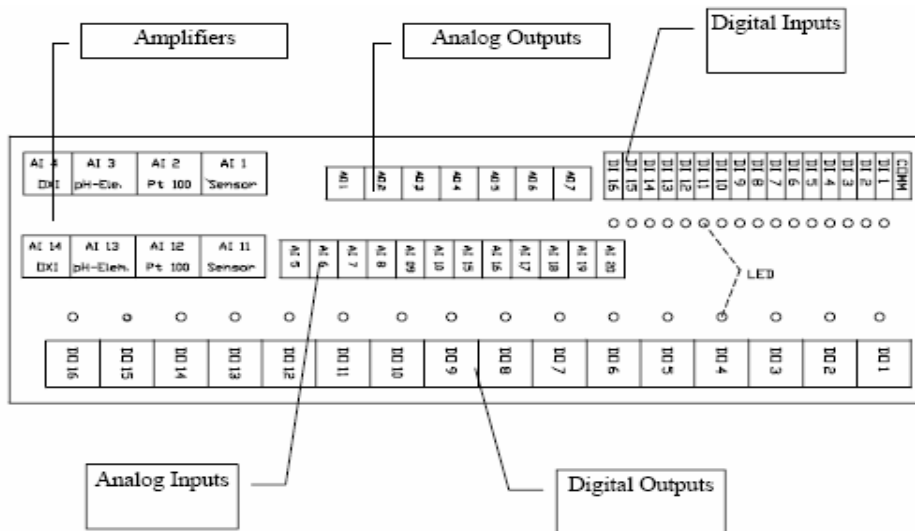 Amplifiers
Analog Outputs
Digital Inputs
AI 4 AI 3 AI 2 AI 1
OXI pH-Ele. Pt 100 Sensor
AO1 AO2 AO3 AO4 AO5 AO6 AO7
DI 16 DI 15 DI 14 DI 13 DI 12 DI 11 DI 10 DI 9 DI 8 DI 7 DI 6 DI 5 DI 4 DI 3 DI 2 DI 1 COMM
AI 14 AI 13 AI 12 AI 11
OXI pH-Elem. Pt 100 Sensor
AI 5 AI 6 AI 7 AI 8 AI 09 AI 10 AI 15 AI 16 AI 17 AI 18 AI 19 AI 20
LED
DO16 DO15 DO14 DO13 DO12 DO11 DO10 DO9 DO8 DO7 DO6 DO5 DO4 DO3 DO2 DO1
Analog Inputs
Digital Outputs